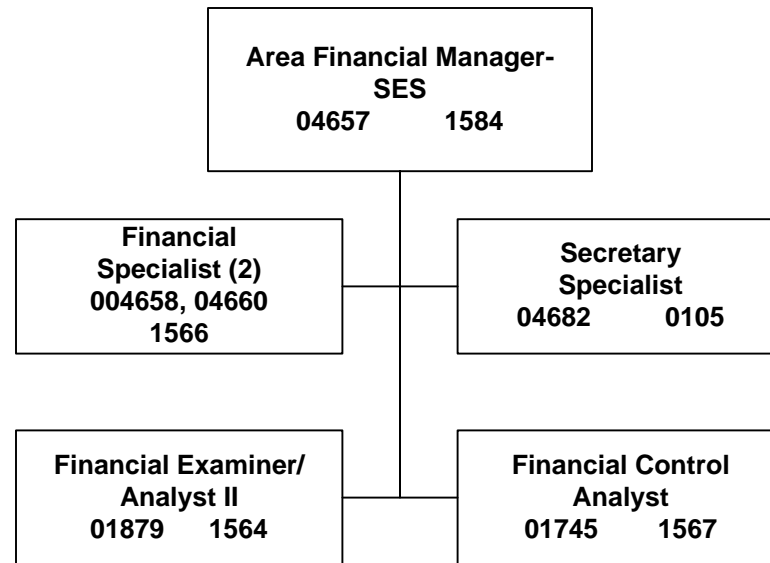 Area Financial Manager-
SES
04657 1584
Financial
Specialist (2)
004658, 04660
1566
Secretary
Specialist
04682 0105
Financial Examiner/
Analyst II
01879 1564
Financial Control
Analyst
01745 1567